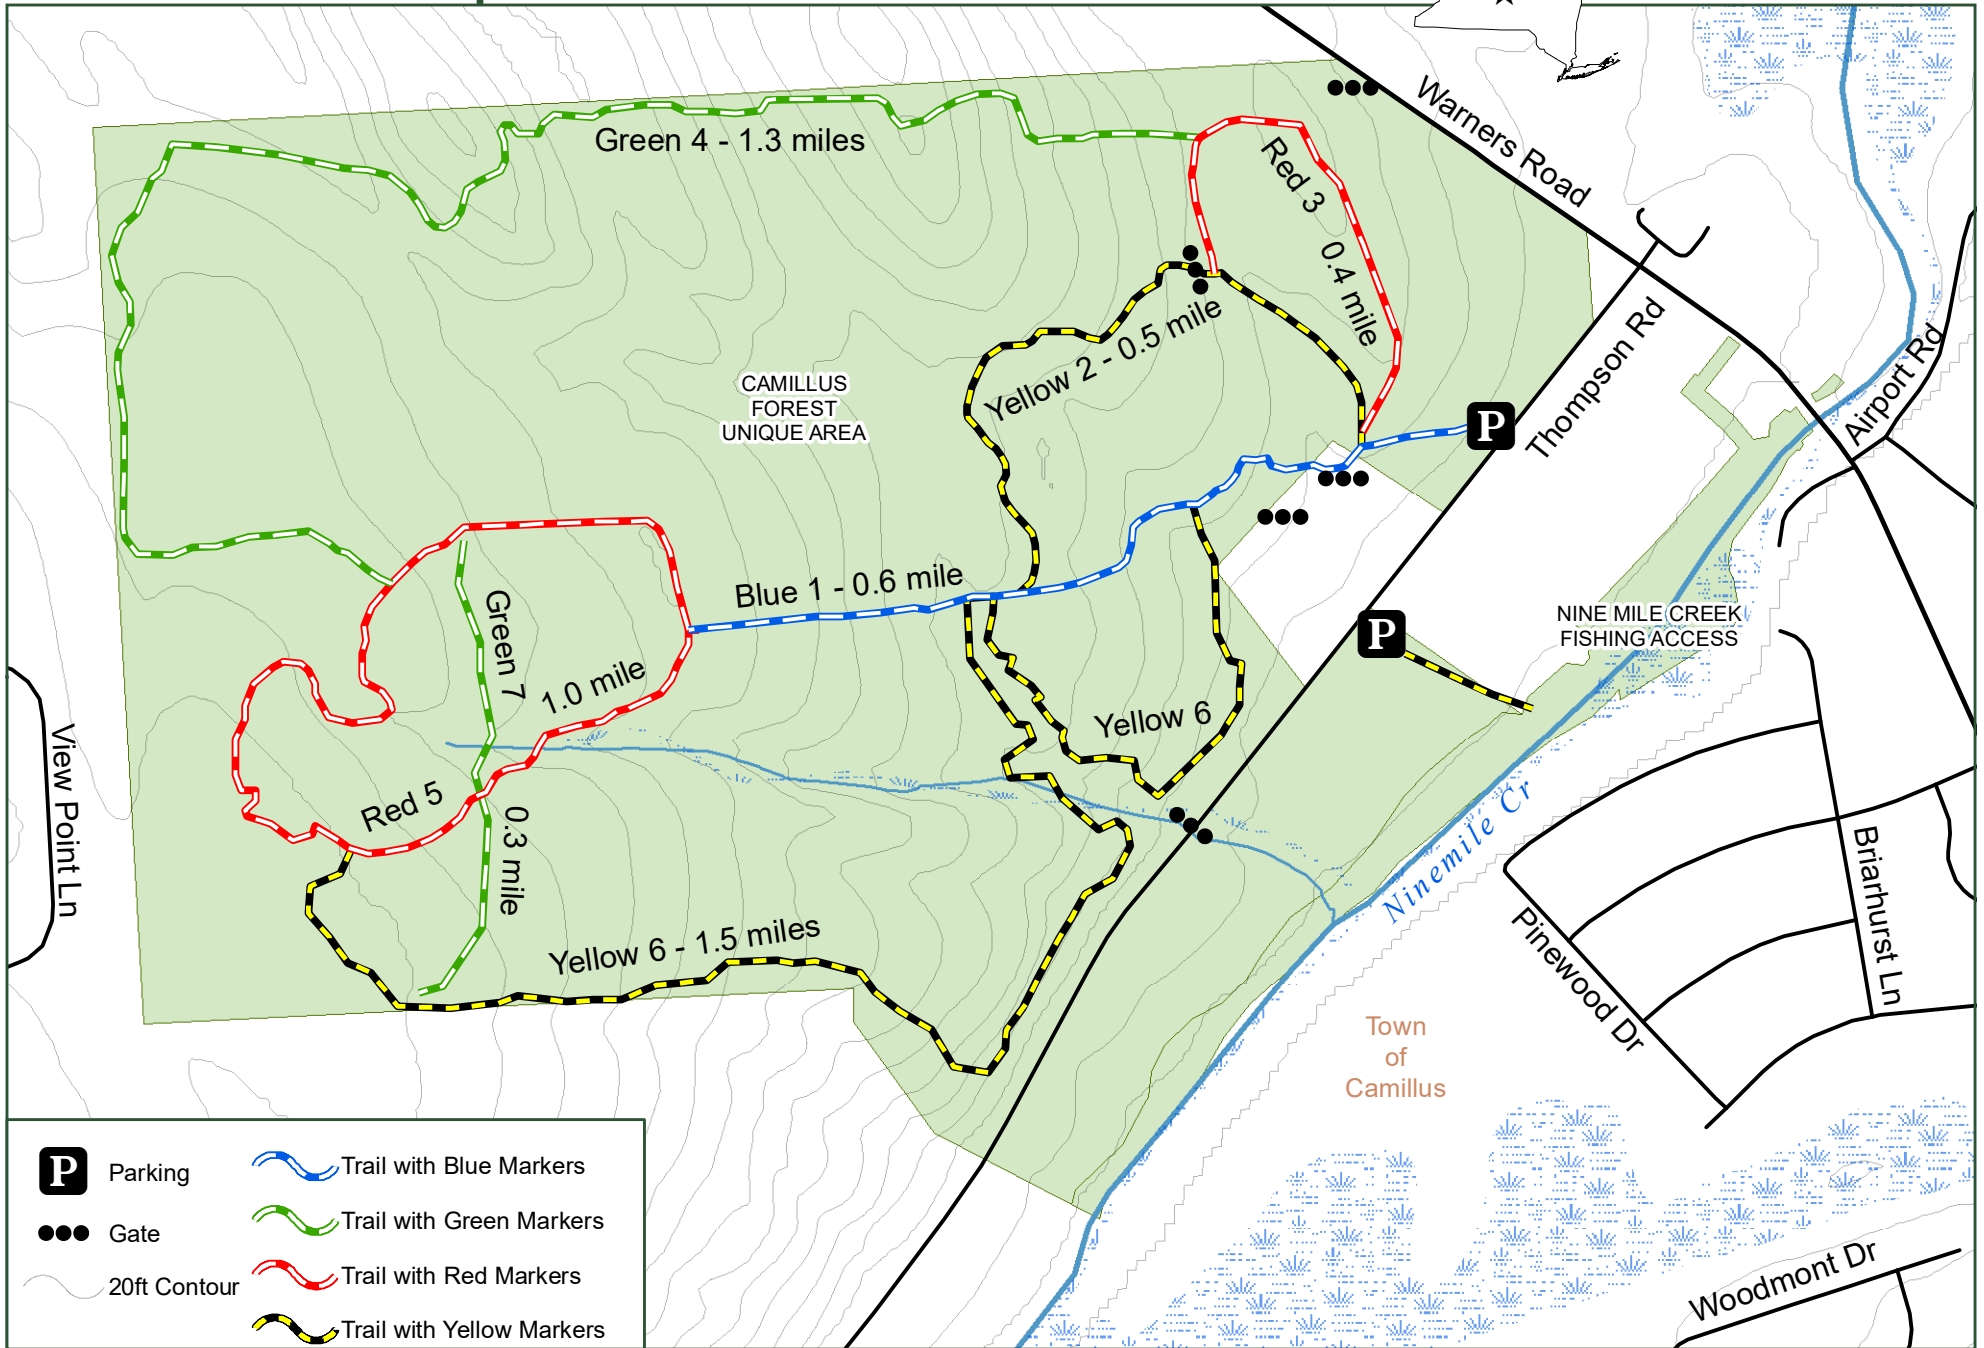 Warners Road
Green 4 - 1.3 miles
Red 3
0.4 mile
Yellow 2 - 0.5 mile
Thompson Rd
Airport Rd
CAMILLUS
FOREST
UNIQUE AREA
P
Blue 1 - 0.6 mile
Green 7
0.3 mile
NINE MILE CREEK
FISHING ACCESS
P
1.0 mile
Yellow 6
Red 5
View Point Ln
Ninemile Cr
Briarhurst Ln
Pinewood Dr
Yellow 6 - 1.5 miles
Town
of
Camillus
Woodmont Dr
P Parking
Gate
20ft Contour
Trail with Blue Markers
Trail with Green Markers
Trail with Red Markers
Trail with Yellow Markers